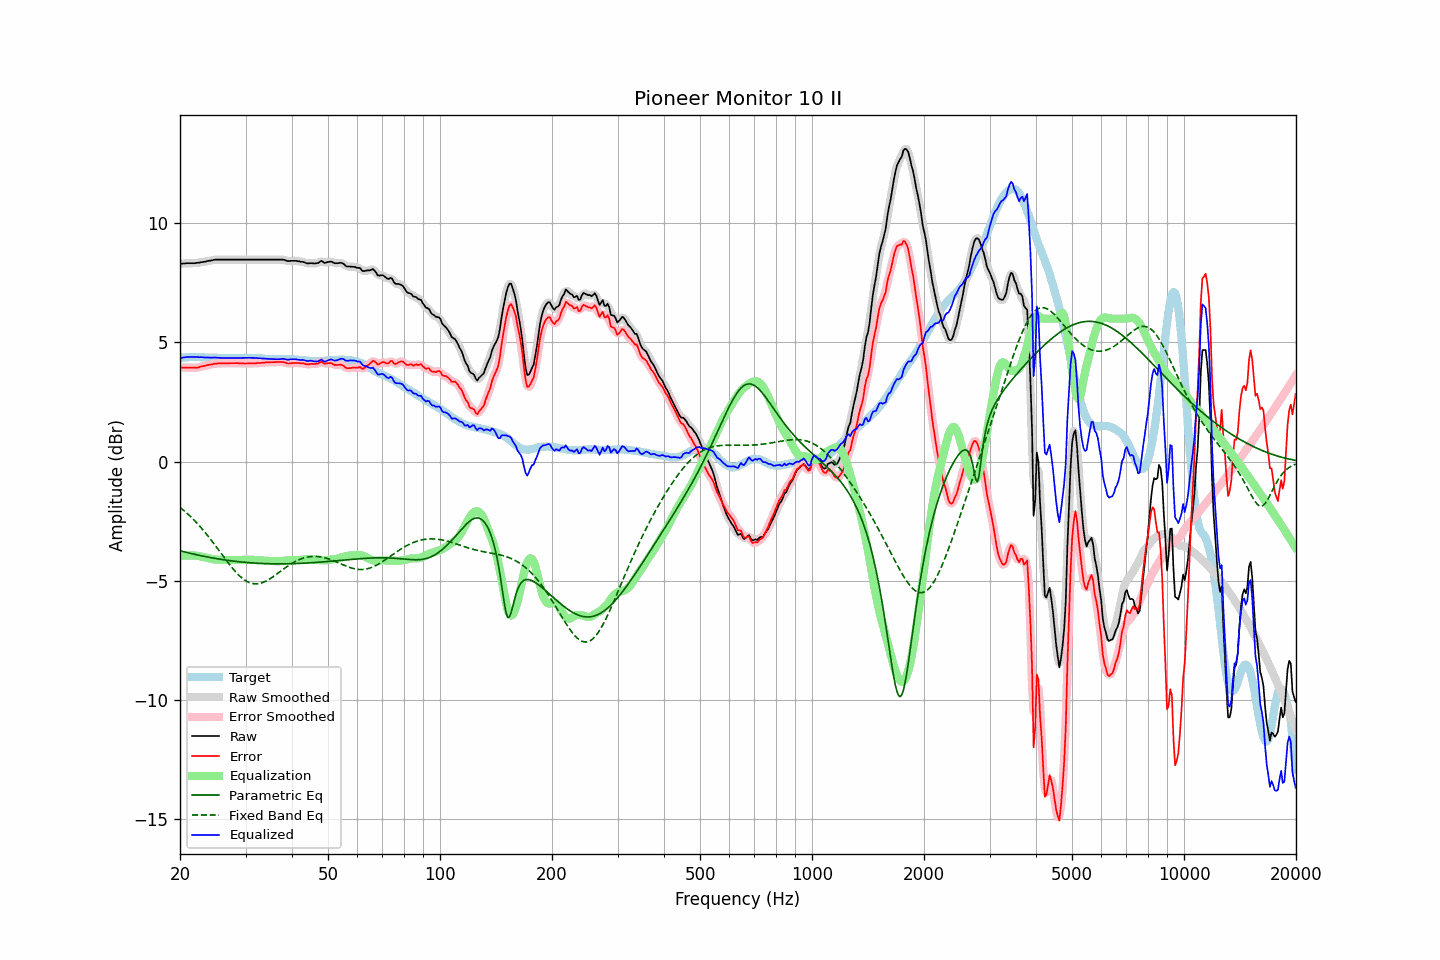 Pioneer Monitor 10 II
10
5
0
−5
−10
−15
Amplitude (dBr)
Target
Raw Smoothed
Error Smoothed
Raw
Error
Equalization
Parametric Eq
Fixed Band Eq
Equalized
20
50
100
200
500
1000
2000
5000
10000
20000
Frequency (Hz)